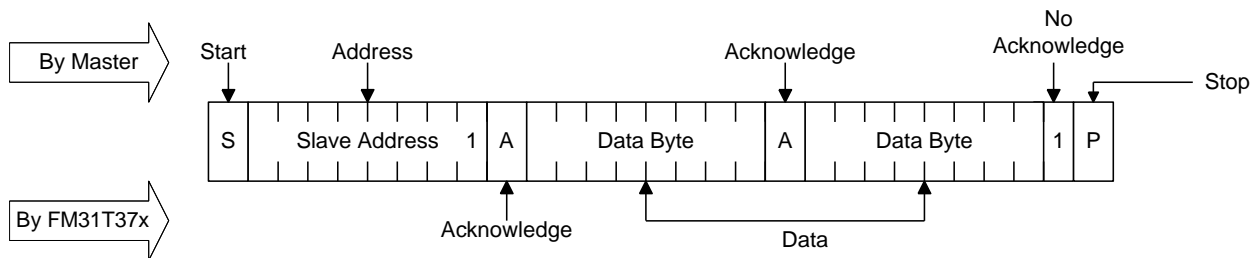 No
Acknowledge
By Master
Start
Address
Acknowledge
Stop
S
Slave Address
1
A
Data Byte
A
Data Byte
1
P
By FM31T37x
Acknowledge
Data